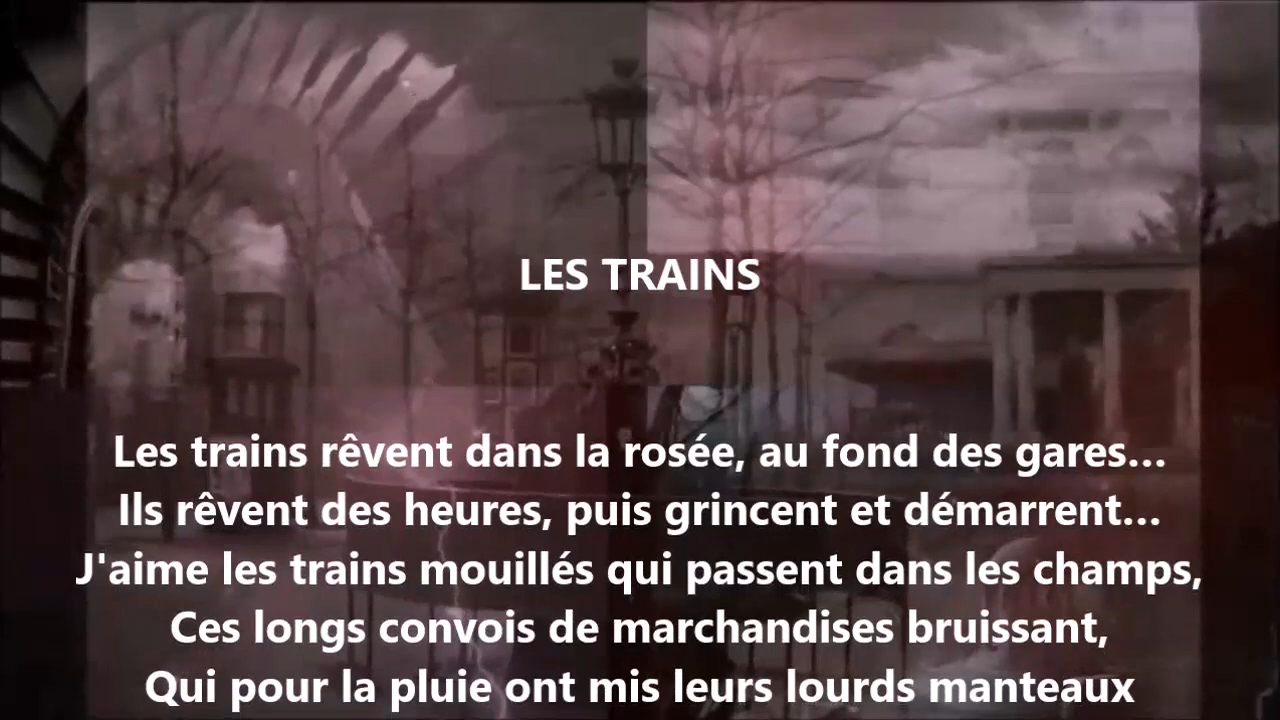 LES TRAINS
Les trains rêvent dans la rosée, au fond des gares...
Ils rêvent des heures, puis grincent et démarrent...
J'aime les trains mouillés qui passent dans les champs,
Ces longs convois de marchandises bruissant,
Qui pour la pluie ont mis leurs lourds manteaux